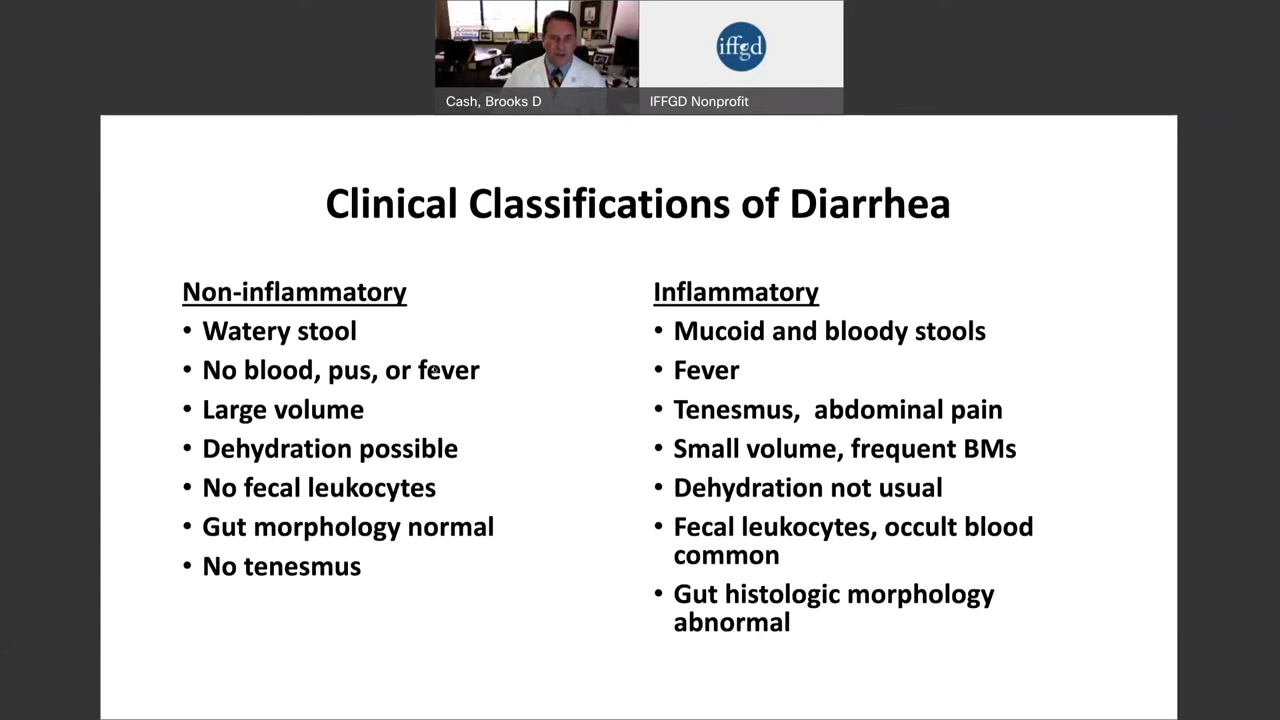 Cash, Brooks D
iffgd
IFFGD Nonprofit
Clinical Classifications of Diarrhea
Non-inflammatory
• Watery stool
• No blood, pus, or fever
• Large volume
• Dehydration possible
• No fecal leukocytes
• Gut morphology normal
• No tenesmus
Inflammatory
• Mucoid and bloody stools
• Fever
• Tenesmus,  abdominal pain
• Small volume, frequent BMs
• Dehydration not usual
• Fecal leukocytes, occult blood
common
• Gut histologic morphology
abnormal